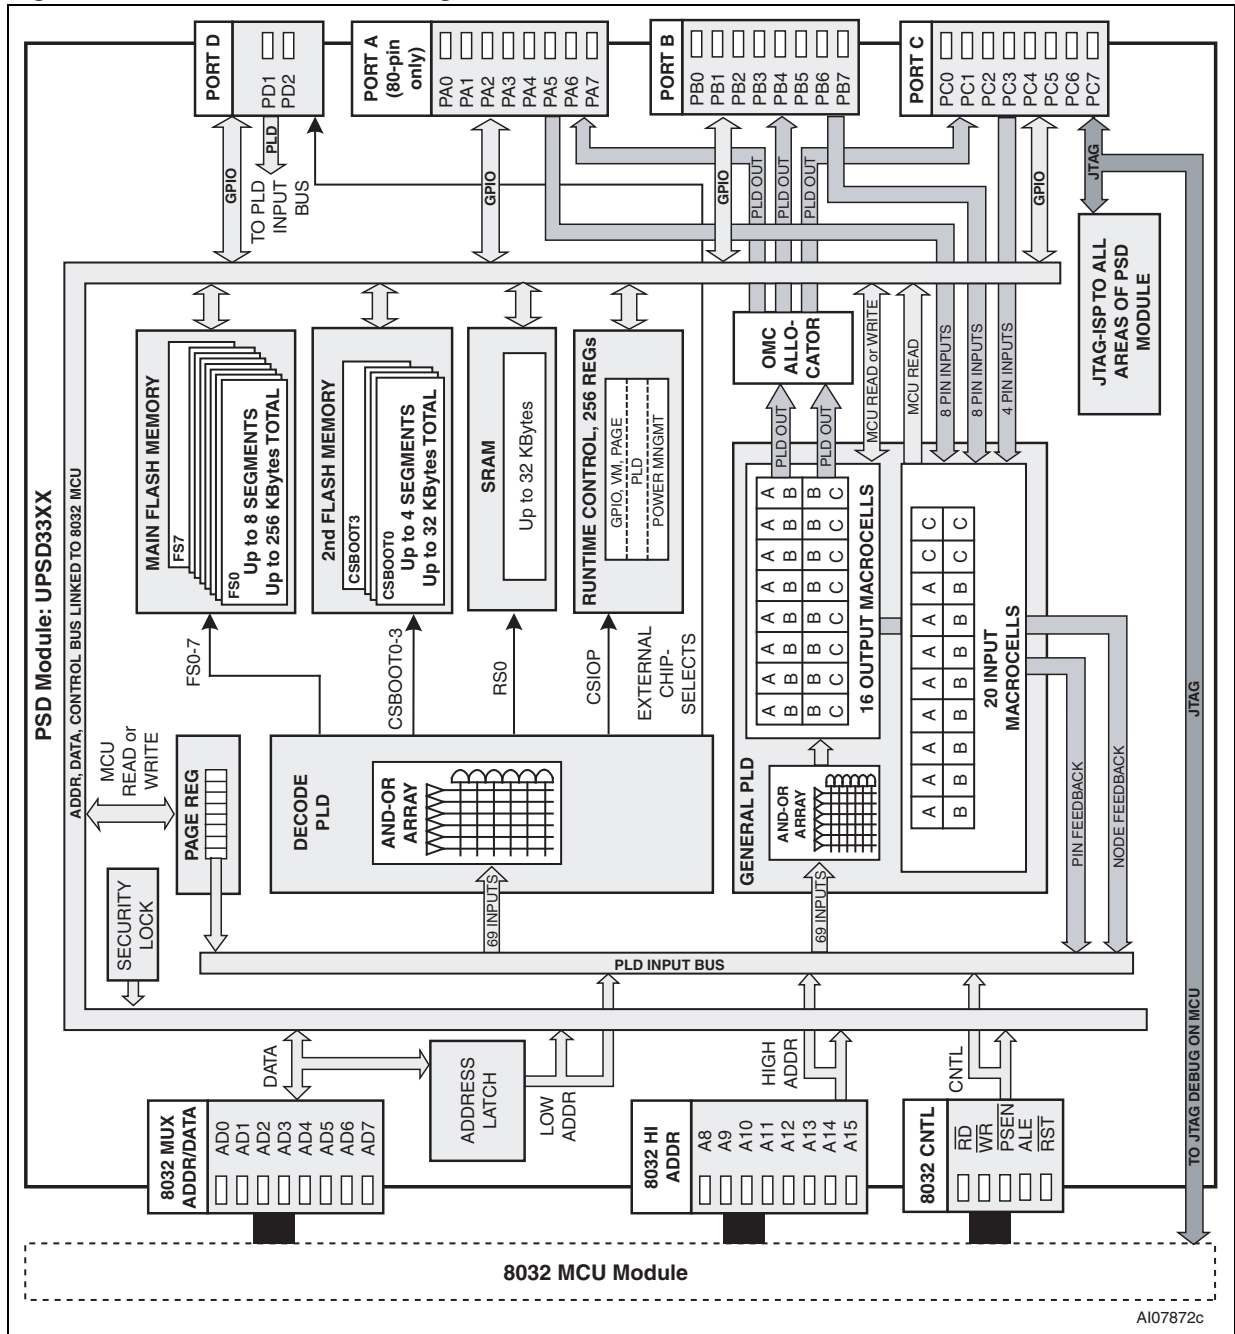 PORT D
PD1
PD2
PORT A
(80-pin
only)
PA0
PA1
PA2
PA3
PA4
PA5
PA6
PA7
PORT B
PB0
PB1
PB2
PB3
PB4
PB5
PB6
PB7
PORT C
PC0
PC1
PC2
PC3
PC4
PC5
PC6
PC7
GPIO
PLD
TO PLD
INPUT
BUS
GPIO
GPIO
PLD OUT
PLD OUT
PLD OUT
GPIO
JTAG
JTAG-ISP TO ALL
AREAS OF PSD
MODULE
PSD Module: UPSD33XX
ADDR, DATA, CONTROL BUS LINKED TO 8032 MCU
MAIN FLASH MEMORY
FS7
FS0
Up to 8 SEGMENTS
Up to 256 KBytes TOTAL
2nd FLASH MEMORY
CSBOOT3
CSBOOT0
Up to 4 SEGMENTS
Up to 32 KBytes TOTAL
SRAM
Up to 32 KBytes
RUNTIME CONTROL, 256 REGs
GPIO, VM, PAGE
PLD
POWER MNGMT
OMC
ALLO-
CATOR
PLD OUT
PLD OUT
MCU READ or WRITE
MCU READ
8 PIN INPUTS
8 PIN INPUTS
4 PIN INPUTS
FS0-7
CSBOOT0-3
RS0
CSIOP
EXTERNAL
CHIP-
SELECTS
MCU
READ or
WRITE
PAGE REG
SECURITY
LOCK
DECODE
PLD
AND-OR
ARRAY
69 INPUTS
GENERAL PLD
AND-OR
ARRAY
69 INPUTS
A A A A A A A A
B B B B B B B B
B B B B B B B B
C C C C C C C C
16 OUTPUT MACROCELLS
A A A A A A A A C C
B B B B B B B B C C
20 INPUT
MACROCELLS
PIN FEEDBACK
NODE FEEDBACK
JTAG
TO JTAG DEBUG ON MCU
PLD INPUT BUS
DATA
ADDRESS
LATCH
LOW
ADDR
HIGH
ADDR
CNTL
8032 MUX
ADDR/DATA
AD0
AD1
AD2
AD3
AD4
AD5
AD6
AD7
8032 HI
ADDR
A8
A9
A10
A11
A12
A13
A14
A15
8032 CNTL
RD
WR
PSEN
ALE
RST
8032 MCU Module
AI07872c